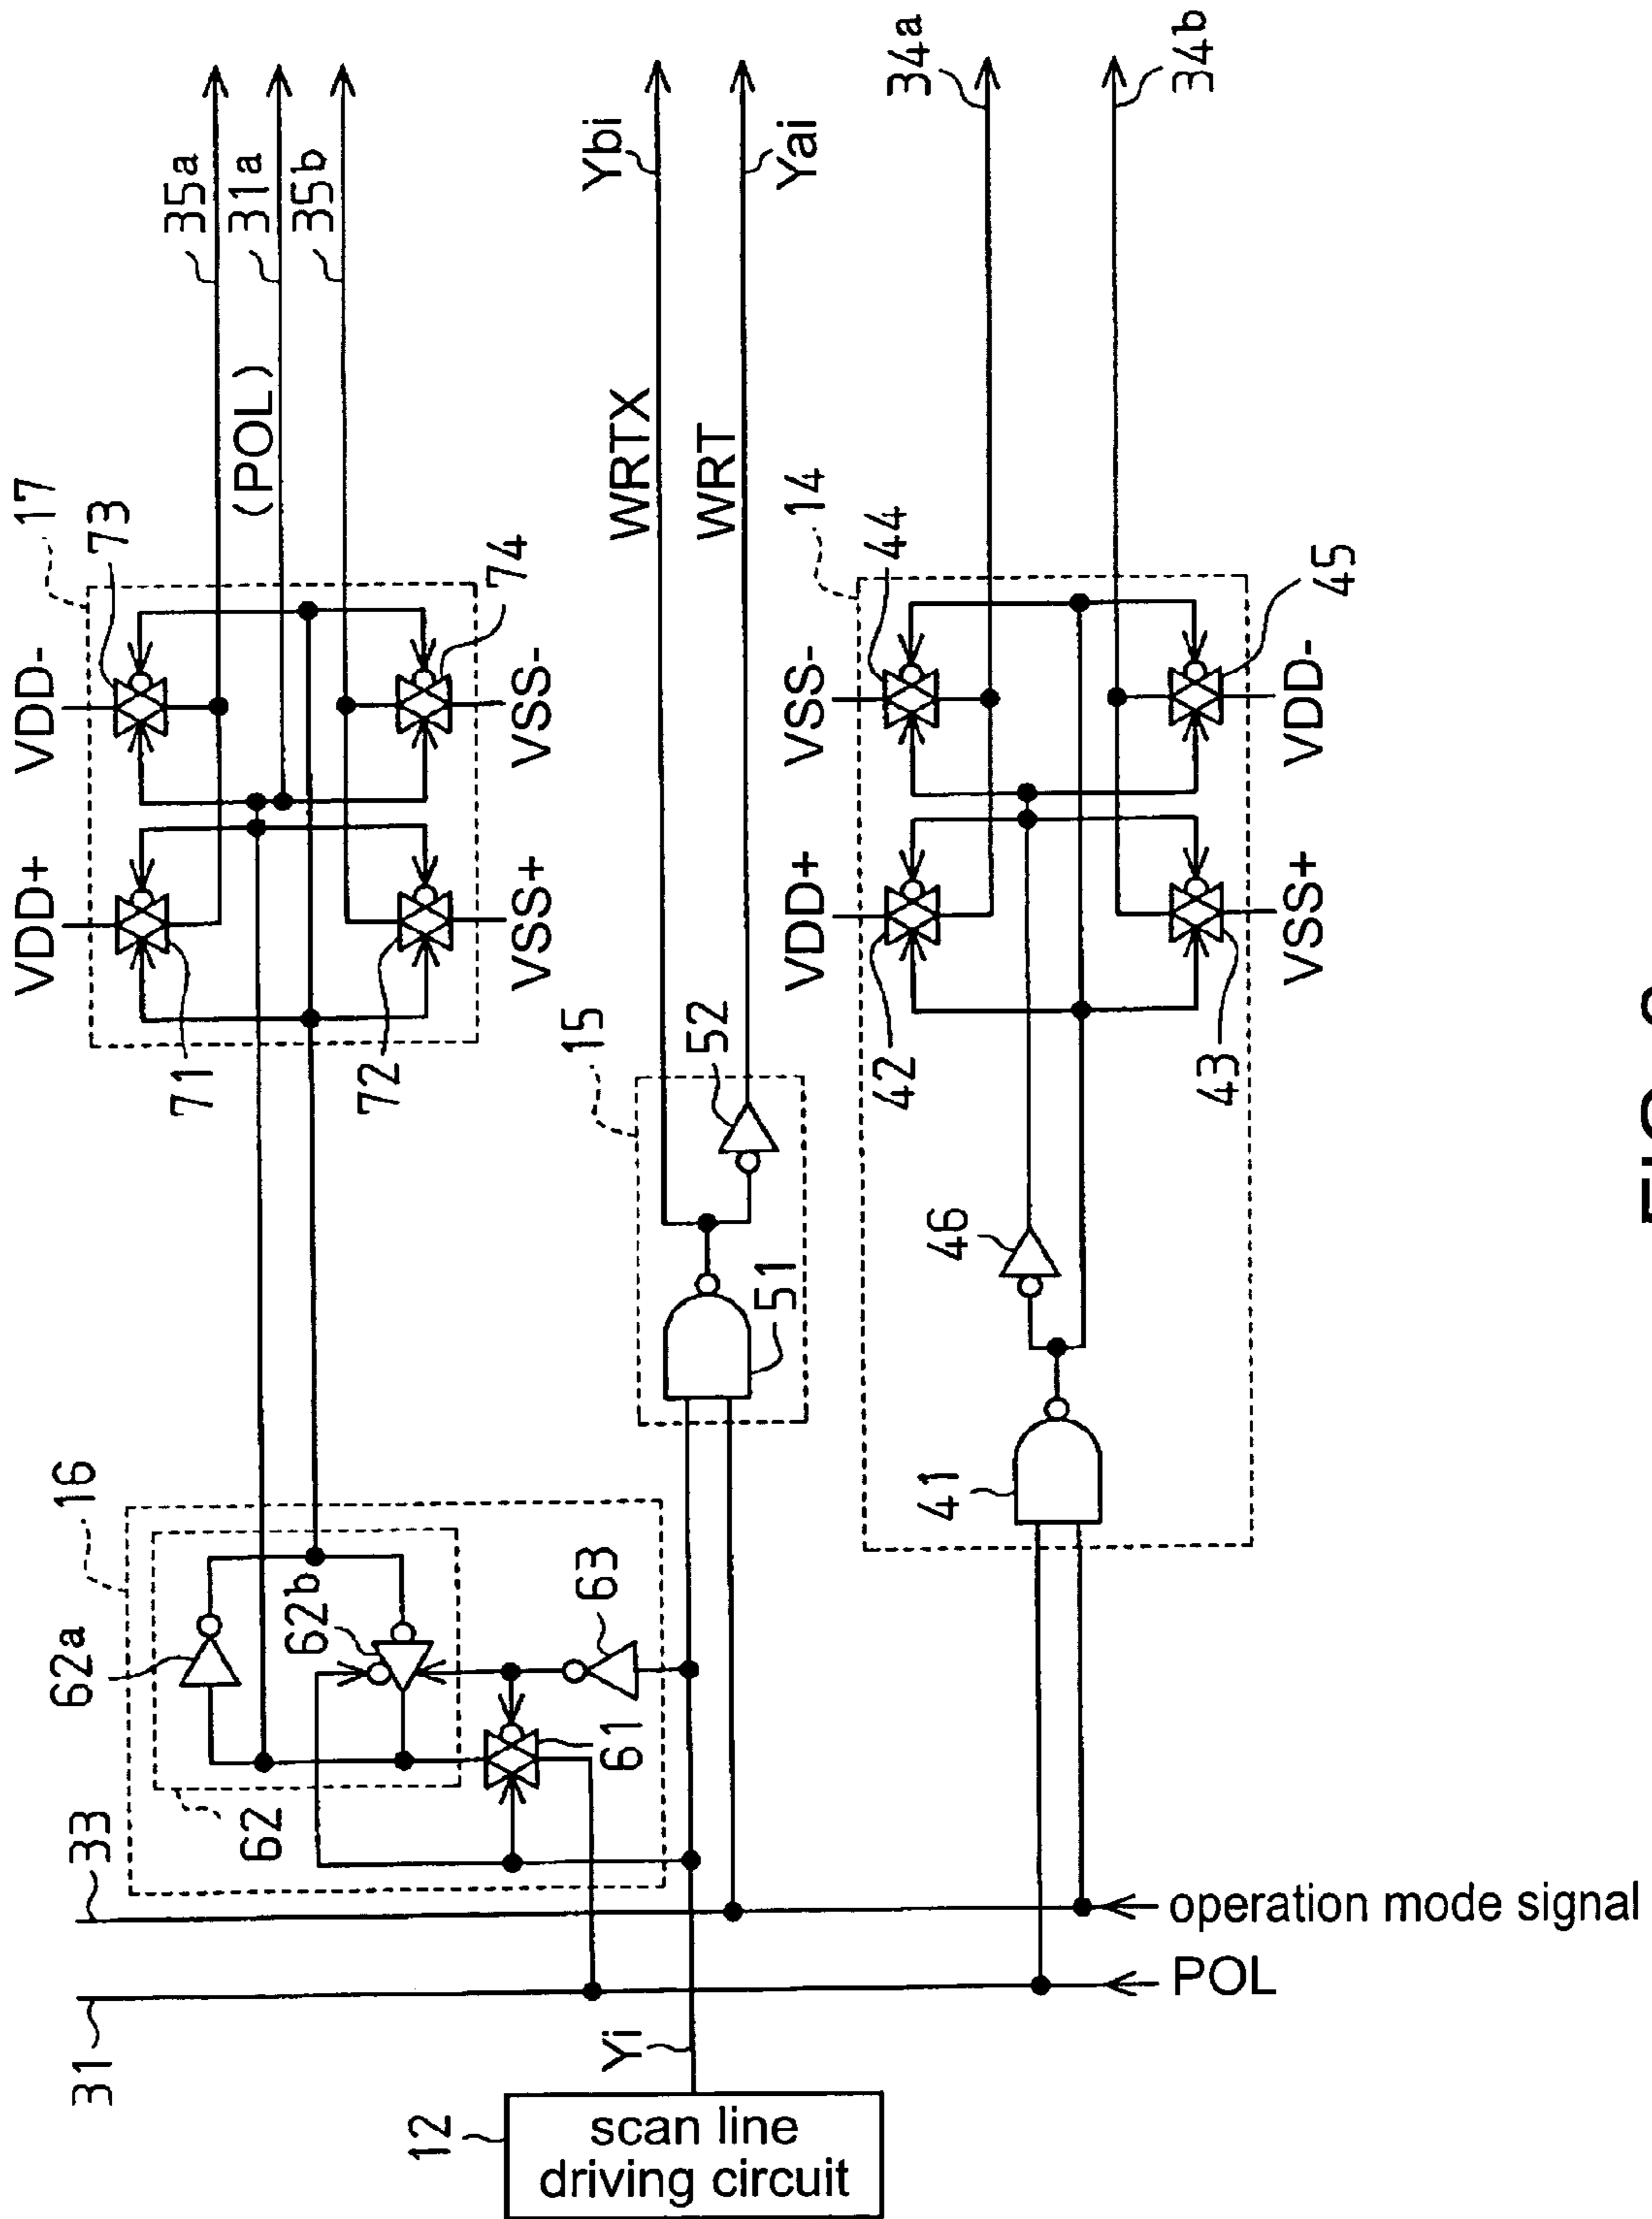 VDD+
VDD-
17
73
71
35a
(POL)
31a
72
74
35b
VSS+
VSS-
33
16
62a
62b
62
63
61
15
WRTX
Ybi
52
WRT
Yai
51
31
Yi
12
scan line
driving circuit
operation mode signal
POL
VDD+
VSS-
14
44
42
34a
46
41
34b
43
45
VSS+
VDD-